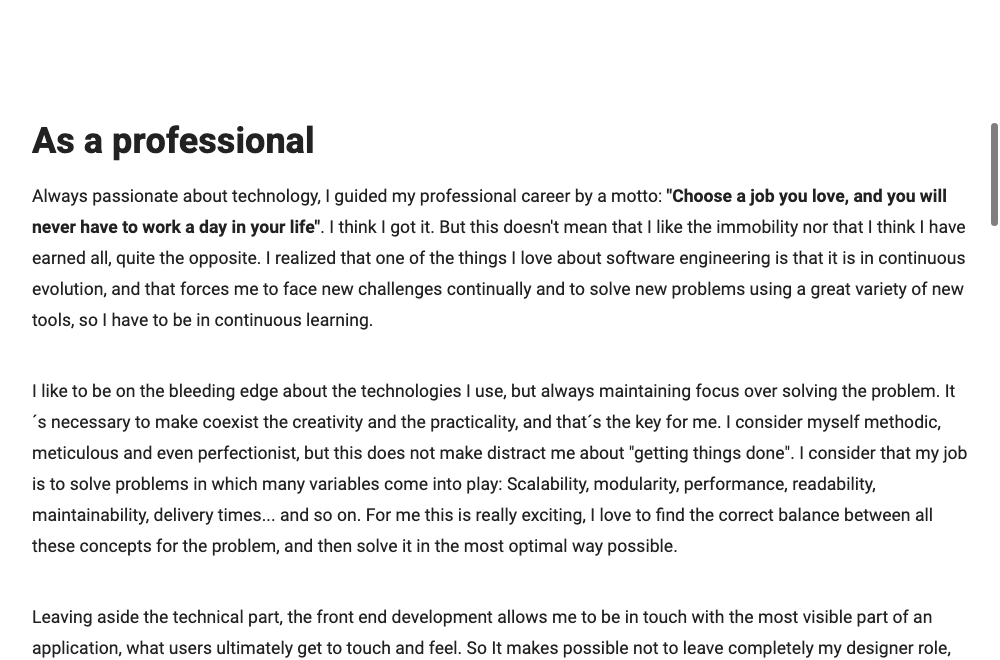 As a professional
Always passionate about technology, I guided my professional career by a motto: "Choose a job you love, and you will
never have to work a day in your life". I think I got it. But this doesn't mean that I like the immobility nor that I think I have
earned all, quite the opposite. I realized that one of the things I love about software engineering is that it is in continuous
evolution, and that forces me to face new challenges continually and to solve new problems using a great variety of new
tools, so I have to be in continuous learning.
I like to be on the bleeding edge about the technologies I use, but always maintaining focus over solving the problem. It
´s necessary to make coexist the creativity and the practicality, and that´s the key for me. I consider myself methodic,
meticulous and even perfectionist, but this does not make distract me about "getting things done". I consider that my job
is to solve problems in which many variables come into play: Scalability, modularity, performance, readability,
maintainability, delivery times... and so on. For me this is really exciting, I love to find the correct balance between all
these concepts for the problem, and then solve it in the most optimal way possible.
Leaving aside the technical part, the front end development allows me to be in touch with the most visible part of an
application, what users ultimately get to touch and feel. So It makes possible not to leave completely my designer role,